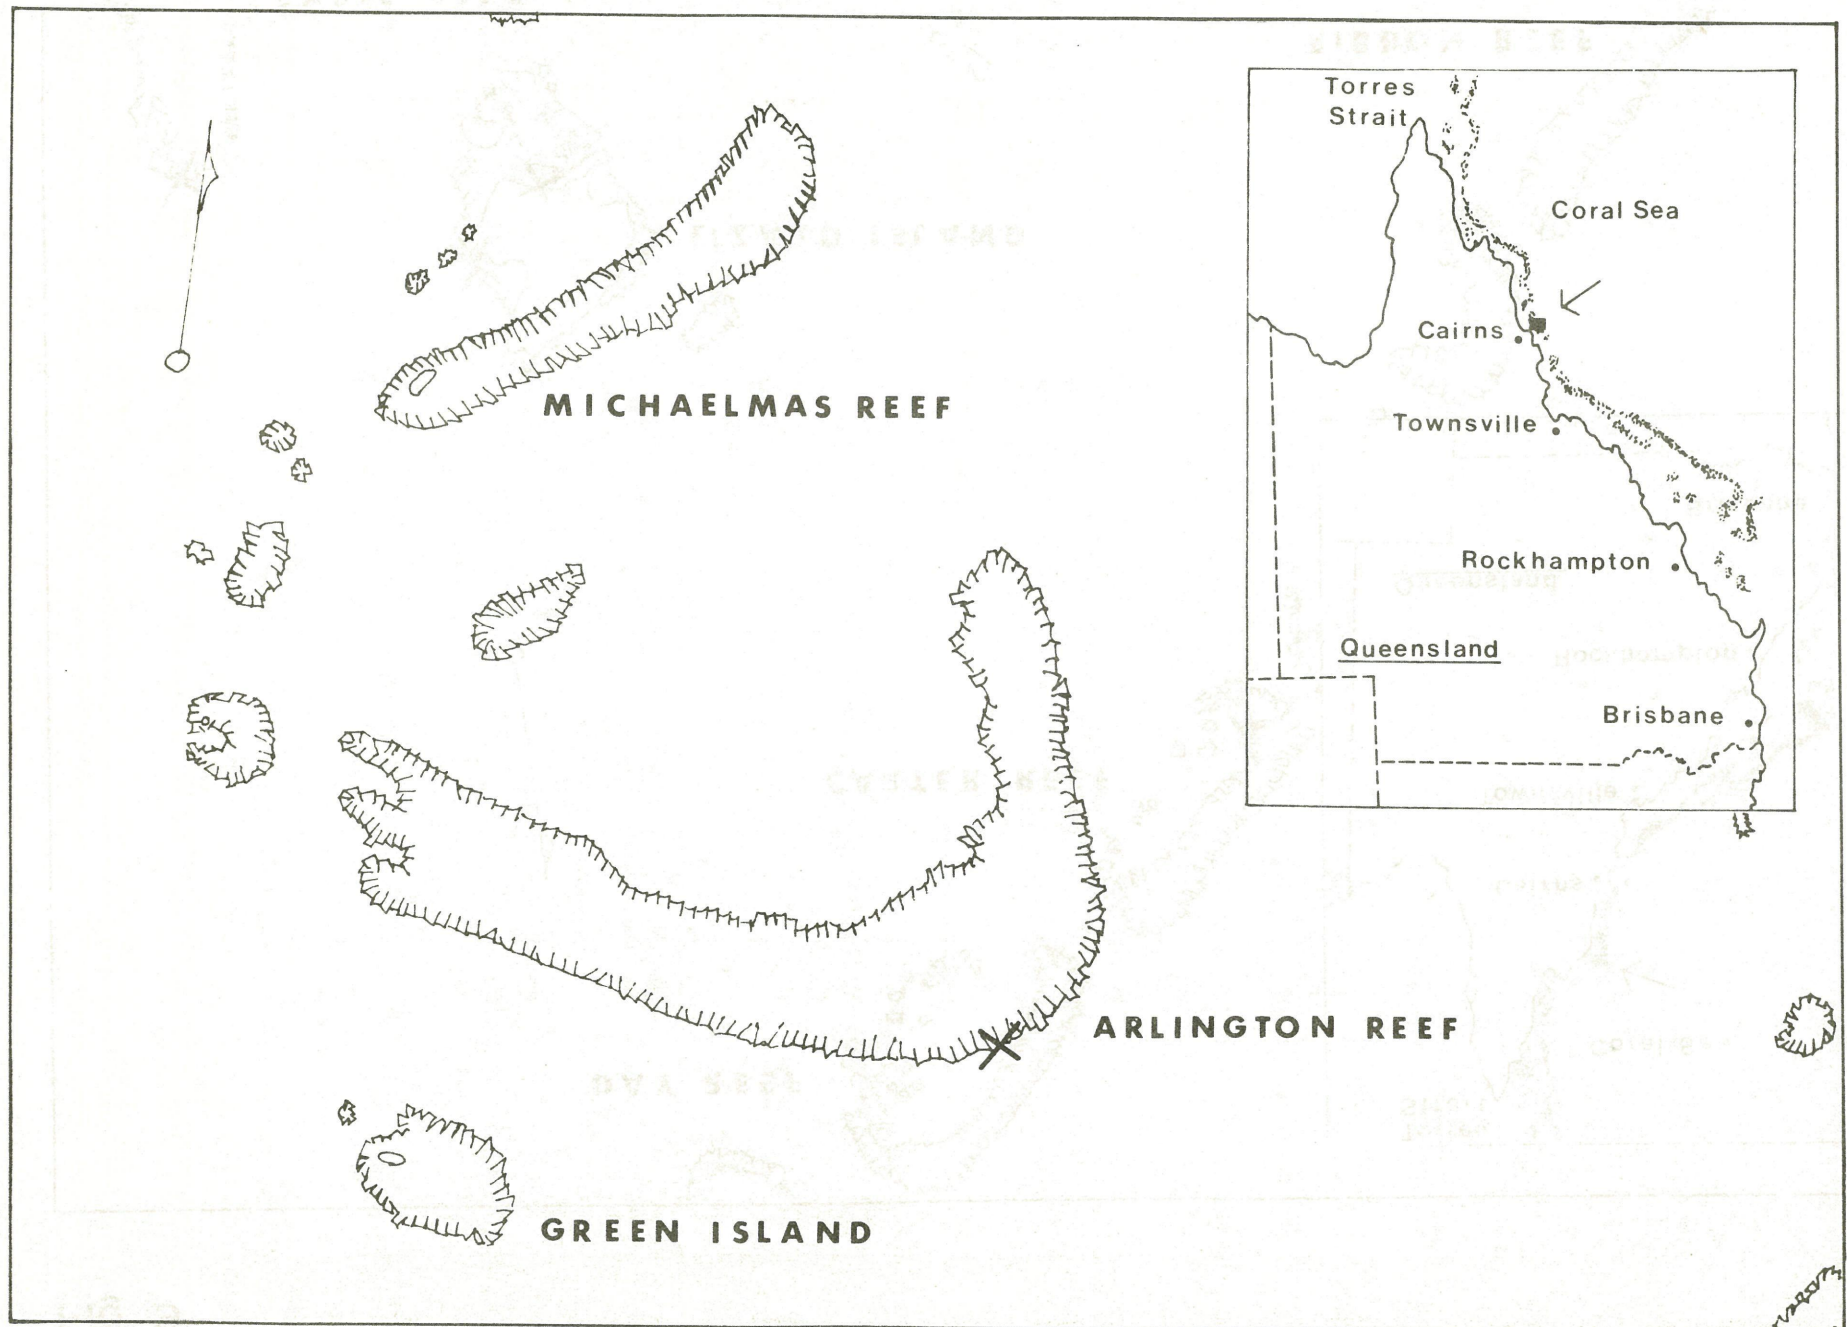 Torres
Strait
Coral Sea
Cairns
Townsville
Rockhampton
Queensland
Brisbane
MICHAELMAS REEF
ARLINGTON REEF
GREEN ISLAND